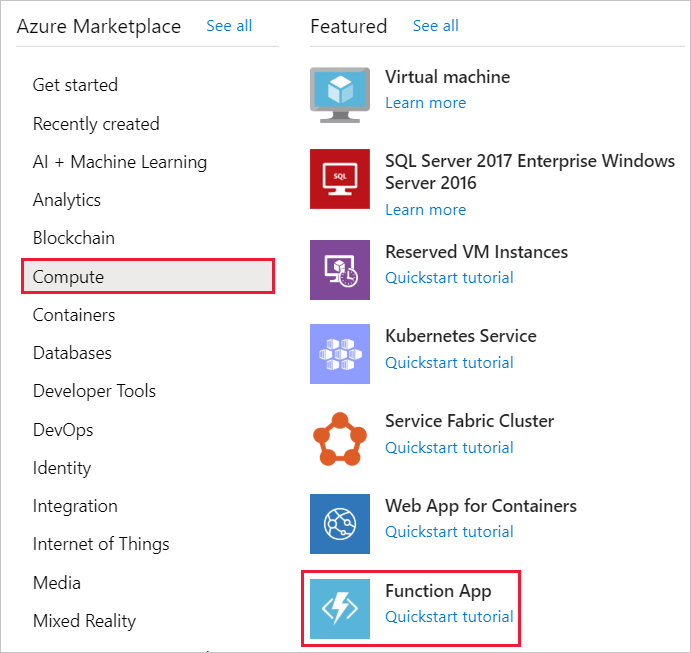 Azure Marketplace See all
Get started
Recently created
AI + Machine Learning
Analytics
Blockchain
Compute
Containers
Databases
Developer Tools
DevOps
Identity
Integration
Internet of Things
Media
Mixed Reality
Featured See all
Virtual machine
Learn more
SQL
SQL Server 2017 Enterprise Windows
Server 2016
Learn more
Reserved VM Instances
Quickstart tutorial
Kubernetes Service
Quickstart tutorial
Service Fabric Cluster
Quickstart tutorial
Web App for Containers
Quickstart tutorial
Function App
Quickstart tutorial